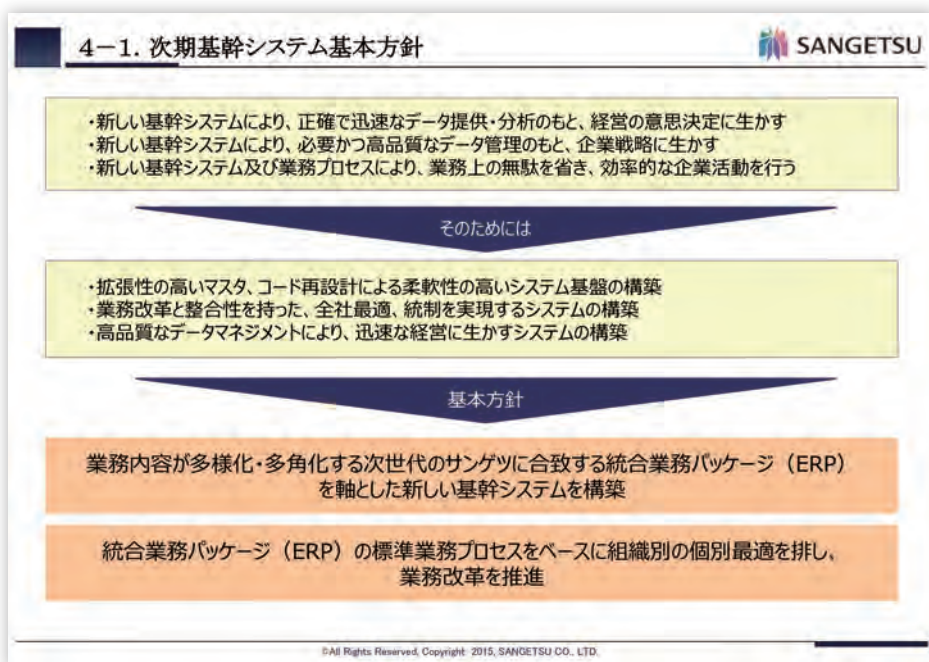 4－1. 次期基幹システム基本方針
SANGETSU
・新しい基幹システムにより、正確で迅速なデータ提供・分析のもと、経営の意思決定に生かす
・新しい基幹システムにより、必要かつ高品質なデータ管理のもと、企業戦略に生かす
・新しい基幹システム及び業務プロセスにより、業務上の無駄を省き、効率的な企業活動を行う
そのためには
・拡張性の高いマスタ、コード再設計による柔軟性の高いシステム基盤の構築
・業務改革と整合性を持った、全社最適、統制を実現するシステムの構築
・高品質なデータマネジメントにより、迅速な経営に生かすシステムの構築
基本方針
業務内容が多様化・多角化する次世代のサンゲツに合致する統合業務パッケージ（ERP）
を軸とした新しい基幹システムを構築
統合業務パッケージ（ERP）の標準業務プロセスをベースに組織別の個別最適を排し、
業務改革を推進
©All Rights Reserved, Copyright 2015, SANGETSU CO., LTD.